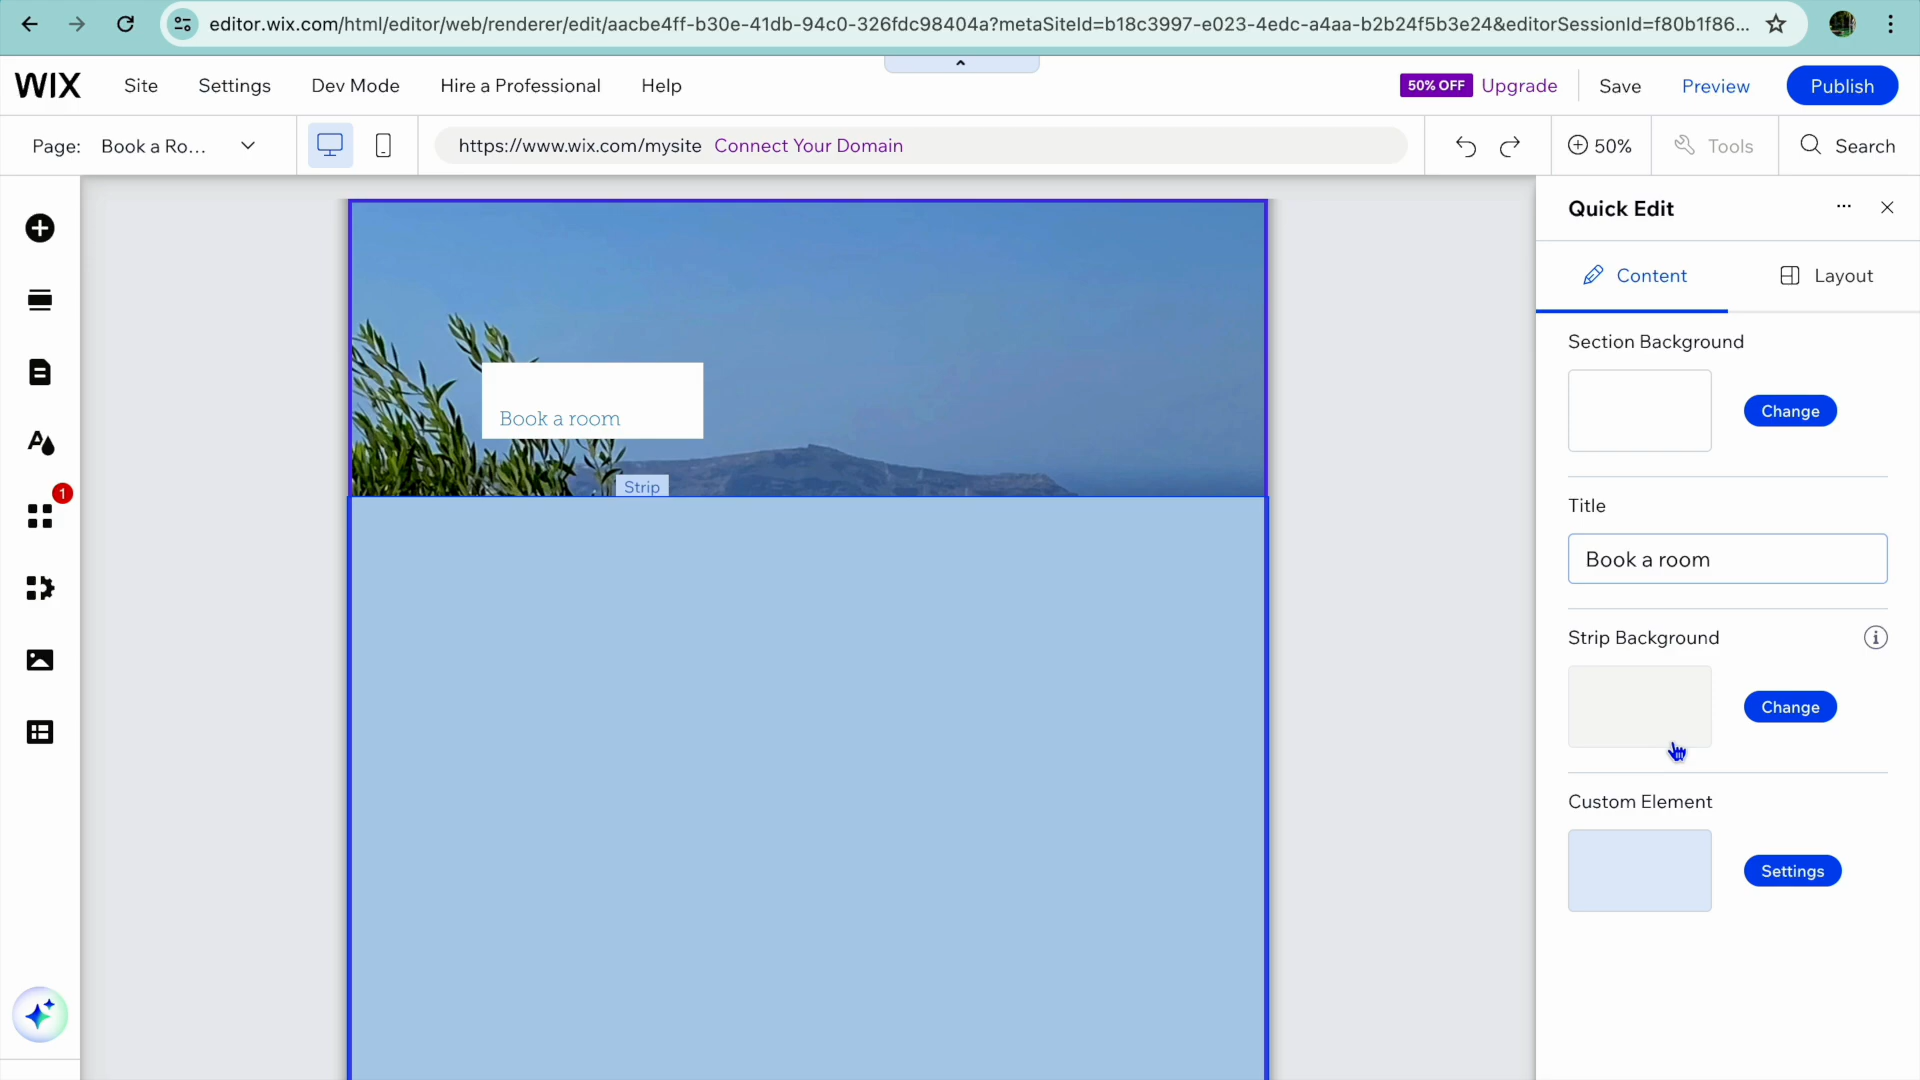 editor.wix.com/html/editor/web/renderer/edit/aacbe4ff-b30e-41db-94c0-326fdc98404a?metaSiteId=b18c3997-e023-4edc-a4aa-b2b24f5b3e24&editorSessionId=f80b1f86...
WIX Site Settings Dev Mode Hire a Professional Help 50% OFF Upgrade Save Preview Publish
Page: Book a Ro... https://www.wix.com/mysite Connect Your Domain 50% Tools Search
Quick Edit
Content Layout
Section Background
Change
Book a room
Strip
Title
Book a room
Strip Background
Change
Custom Element
Settings
1